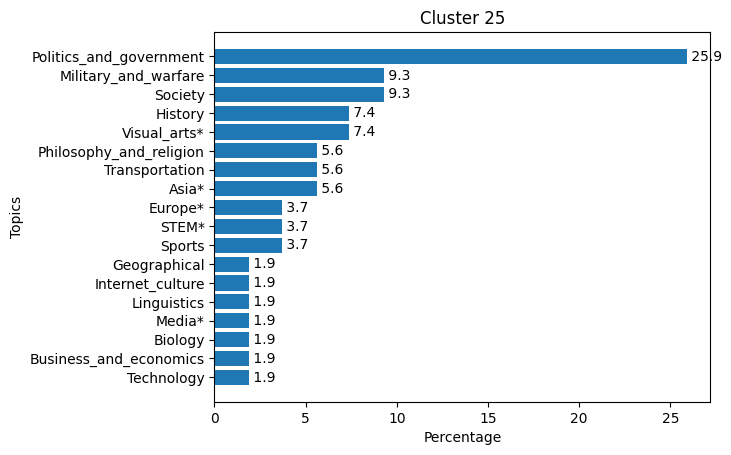 Cluster 25
Topics
Politics_and_government 25.9
Military_and_warfare 9.3
Society 9.3
History 7.4
Visual_arts* 7.4
Philosophy_and_religion 5.6
Transportation 5.6
Asia* 5.6
Europe* 3.7
STEM* 3.7
Sports 3.7
Geographical 1.9
Internet_culture 1.9
Linguistics 1.9
Media* 1.9
Biology 1.9
Business_and_economics 1.9
Technology 1.9
0 5 10 15 20 25
Percentage